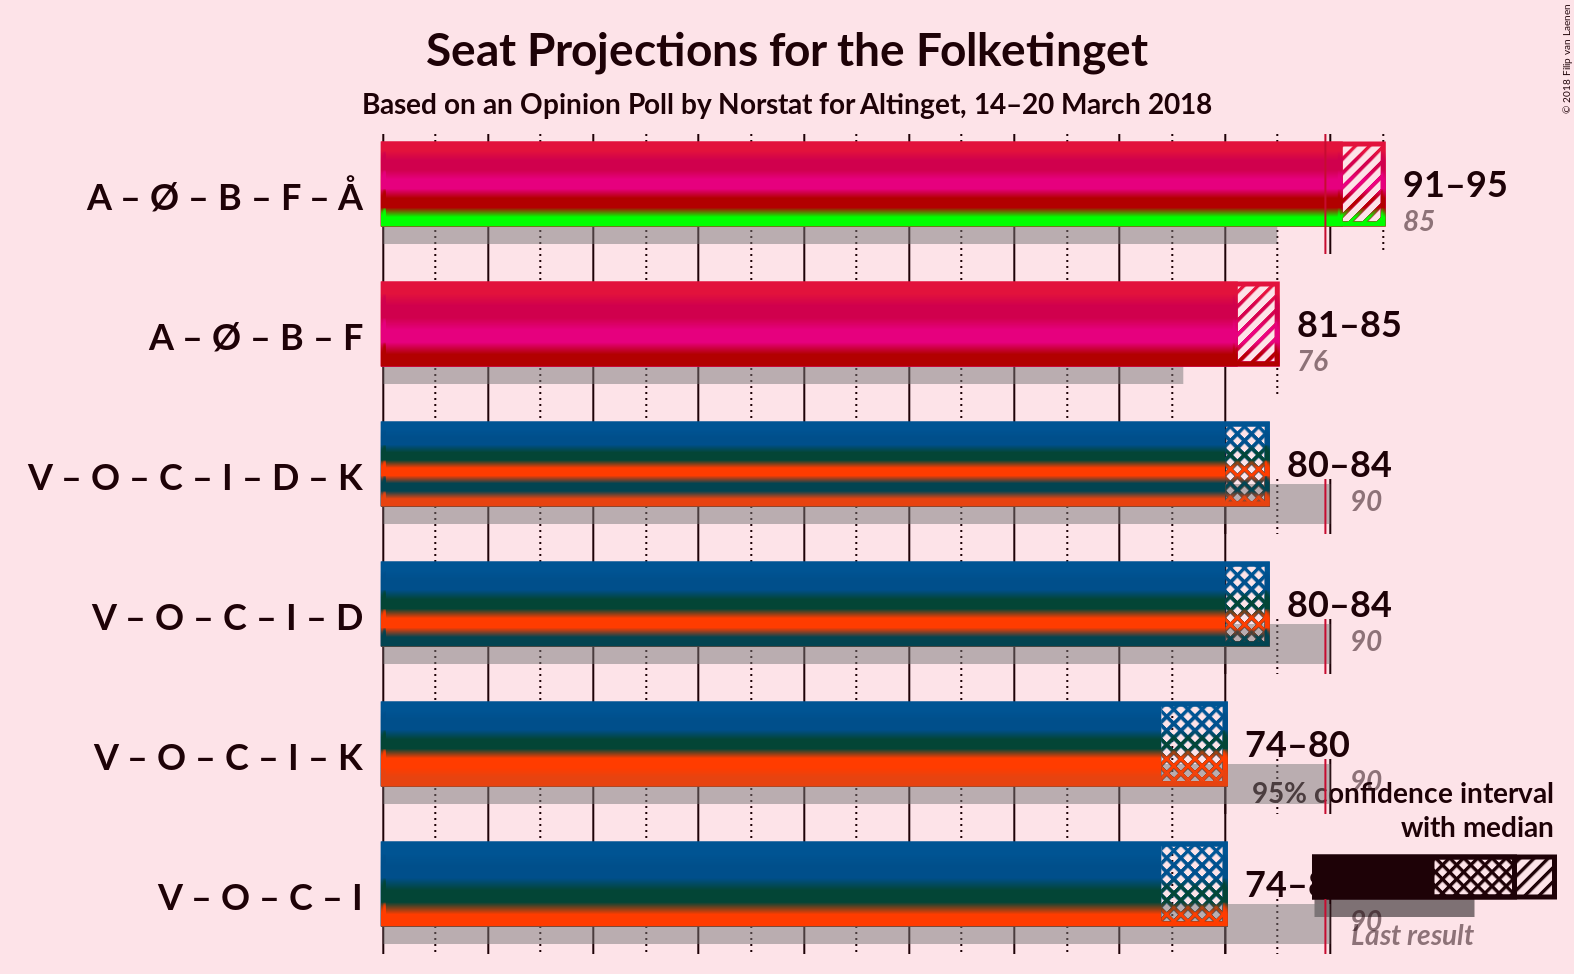 Seat Projections for the Folketinget
Based on an Opinion Poll by Norstat for Altinget, 14–20 March 2018
© 2018 Filip van Laenen
A – Ø – B – F – Å
91–95
85
A – Ø – B – F
81–85
76
V – O – C – I – D – K
80–84
90
V – O – C – I – D
80–84
90
V – O – C – I – K
74–80
90
95% confidence interval
with median
V – O – C – I
74–8
90
Last result